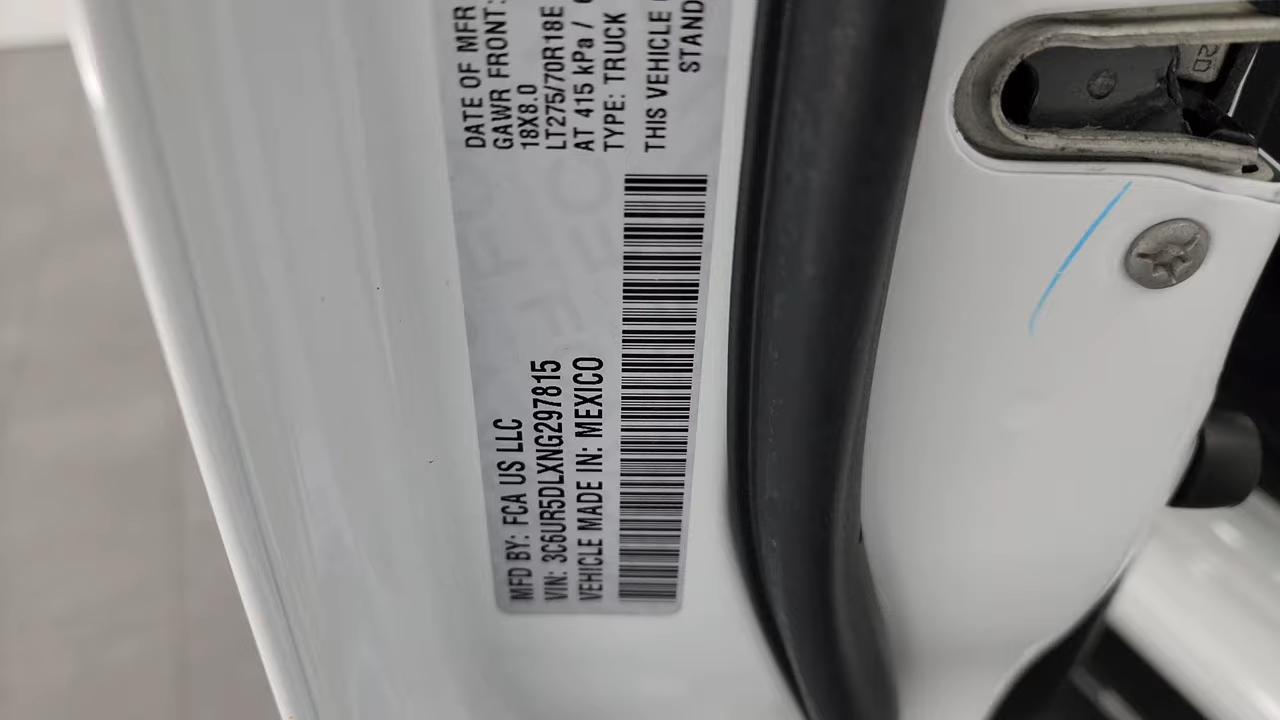 MFD BY: FCA US LLC
VIN: 3C6UR5DLXNG297815
VEHICLE MADE IN: MEXICO
DATE OF MFR
GAWR FRONT:
18X8.0
LT275/70R18E
AT 415 kPa /
TYPE: TRUCK
THIS VEHICLE
STAND